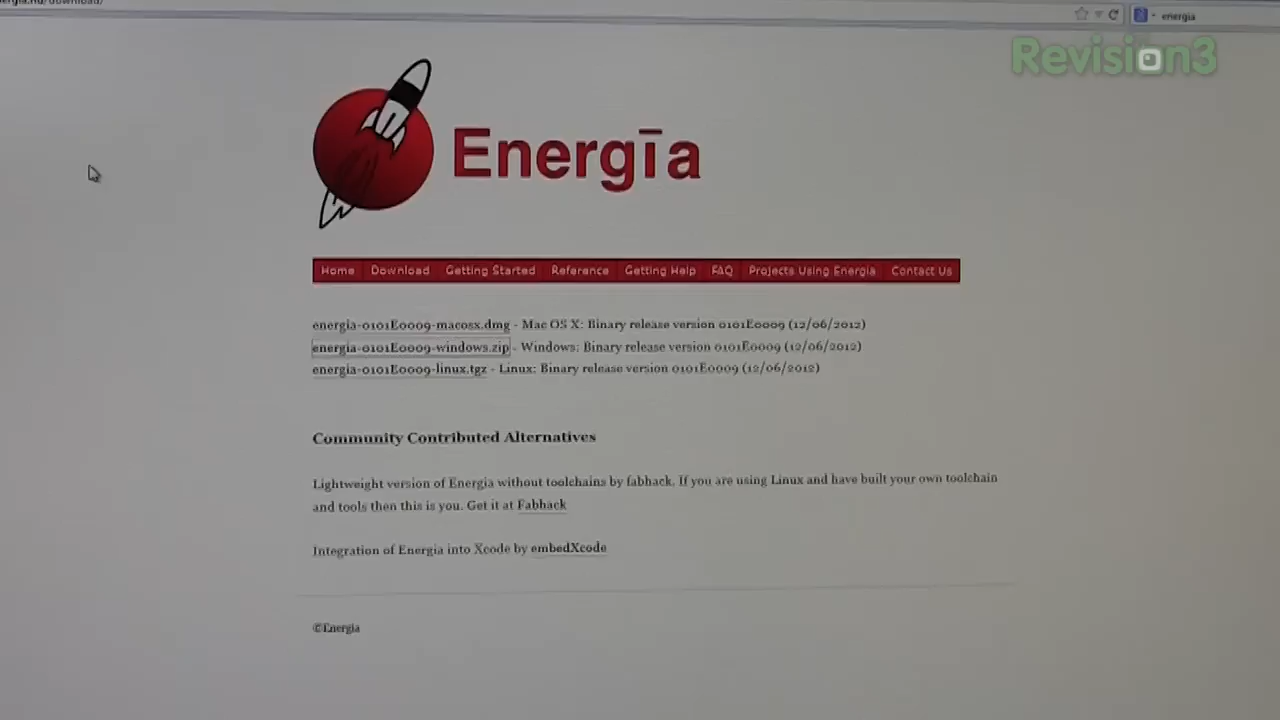 energia
Revision3
Energīa
Home Download Getting Started Reference Getting Help FAQ Projects Using Energia Contact Us
energia-0101E0009-macosx.dmg - Mac OS X: Binary release version 0101E0009 (12/06/2012)
energia-0101E0009-windows.zip - Windows: Binary release version 0101E0009 (12/06/2012)
energia-0101E0009-linux.tgz - Linux: Binary release version 0101E0009 (12/06/2012)
Community Contributed Alternatives
Lightweight version of Energia without toolchains by fabhack. If you are using Linux and have built your own toolchain
and tools then this is you. Get it at Fabhack
Integration of Energia into Xcode by embedXcode
©Energia